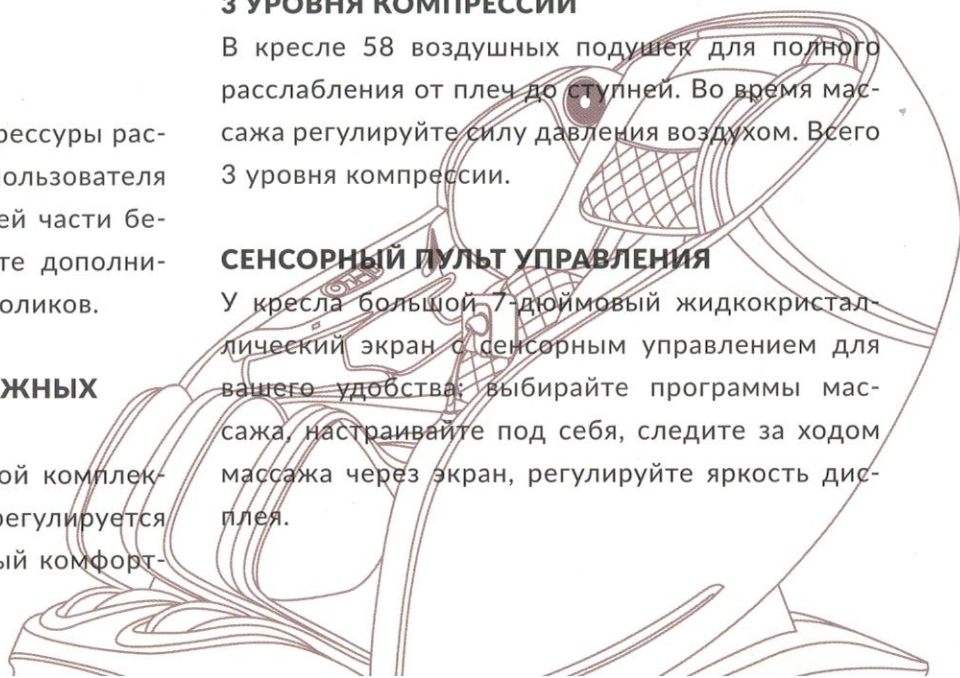 рессуры рас-
пользователя
ей части бе-
те дополни-
оликов.
ЖНЫХ
ой комплек-
регулируется
ый комфорт-
3 УРОВНЯ КОМПРЕССИИ
В кресле 58 воздушных подушек для полного
расслабления от плеч до ступней. Во время мас-
сажа регулируйте силу давления воздухом. Всего
3 уровня компрессии.
СЕНСОРНЫЙ ПУЛЬТ УПРАВЛЕНИЯ
У кресла большой 7-дюймовый жидкокристал-
лический экран с сенсорным управлением для
вашего удобства: выбирайте программы мас-
сажа, настраивайте под себя, следите за ходом
массажа через экран, регулируйте яркость дис-
плея.